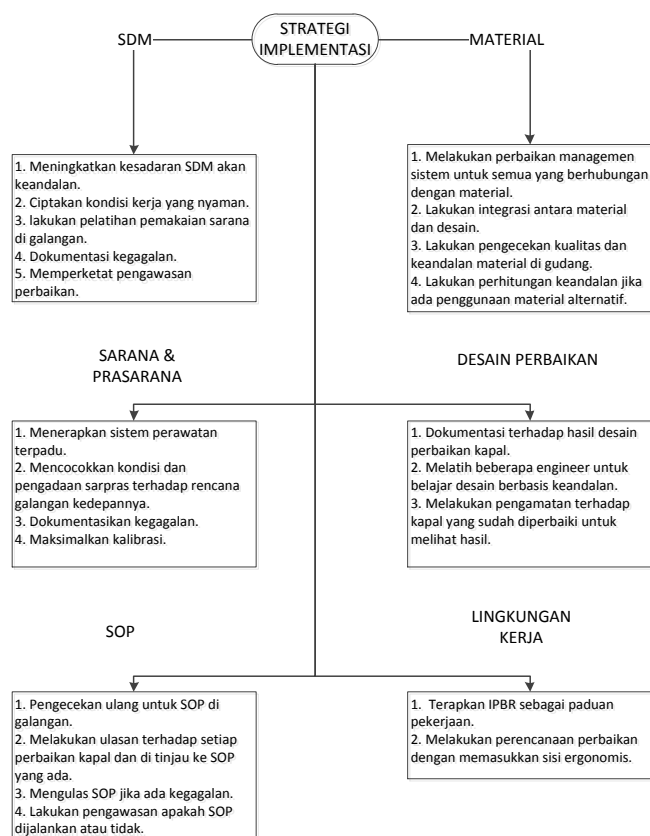 STRATEGI
IMPLEMENTASI
SDM
MATERIAL
1. Meningkatkan kesadaran SDM akan
keandalan.
2. Ciptakan kondisi kerja yang nyaman.
3. lakukan pelatihan pemakaian sarana
di galangan.
4. Dokumentasi kegagalan.
5. Memperketat pengawasan
perbaikan.
1. Melakukan perbaikan managemen
sistem untuk semua yang berhubungan
dengan material.
2. Lakukan integrasi antara material
dan desain.
3. Lakukan pengecekan kualitas dan
keandalan material di gudang.
4. Lakukan perhitungan keandalan jika
ada penggunaan material alternatif.
SARANA &
PRASARANA
DESAIN PERBAIKAN
1. Menerapkan sistem perawatan
terpadu.
2. Mencocokkan kondisi dan
pengadaan sarpras terhadap rencana
galangan kedepannya.
3. Dokumentasikan kegagalan.
4. Maksimalkan kalibrasi.
1. Dokumentasi terhadap hasil desain
perbaikan kapal.
2. Melatih beberapa engineer untuk
belajar desain berbasis keandalan.
3. Melakukan pengamatan terhadap
kapal yang sudah diperbaiki untuk
melihat hasil.
SOP
LINGKUNGAN
KERJA
1. Pengecekan ulang untuk SOP di
galangan.
2. Melakukan ulasan terhadap setiap
perbaikan kapal dan di tinjau ke SOP
yang ada.
3. Mengulas SOP jika ada kegagalan.
4. Lakukan pengawasan apakah SOP
dijalankan atau tidak.
1. Terapkan IPBR sebagai paduan
pekerjaan.
2. Melakukan perencanaan perbaikan
dengan memasukkan sisi ergonomis.